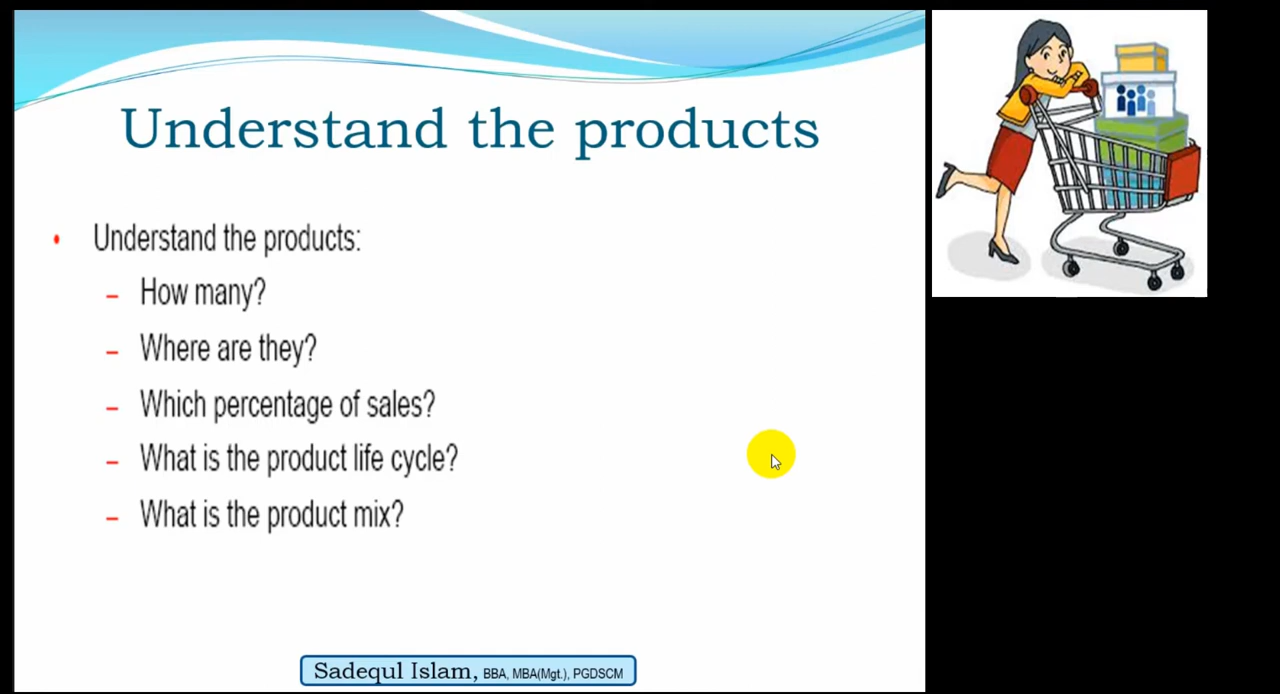 Understand the products
• Understand the products:
– How many?
– Where are they?
– Which percentage of sales?
– What is the product life cycle?
– What is the product mix?
Sadequl Islam, BBA, MBA(Mgt.), PGDSCM